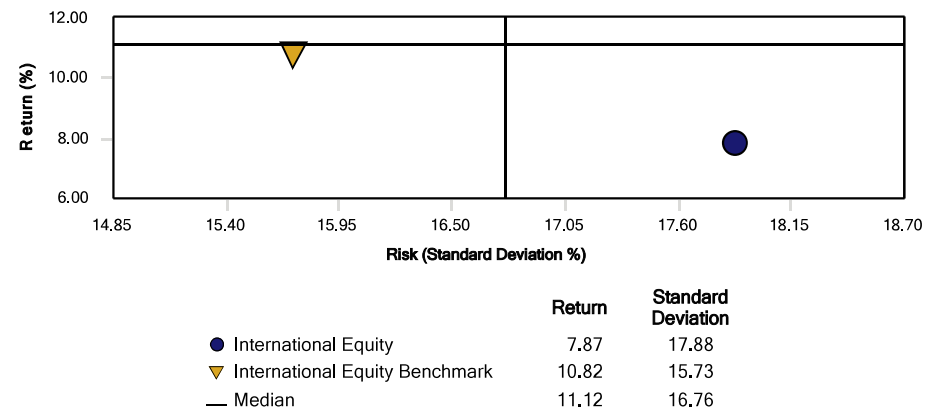 12.00
10.00
8.00
6.00
Return (%)
14.85 15.40 15.95 16.50 17.05 17.60 18.15 18.70
Risk (Standard Deviation %)
Return Standard Deviation
International Equity 7.87 17.88
International Equity Benchmark 10.82 15.73
Median 11.12 16.76